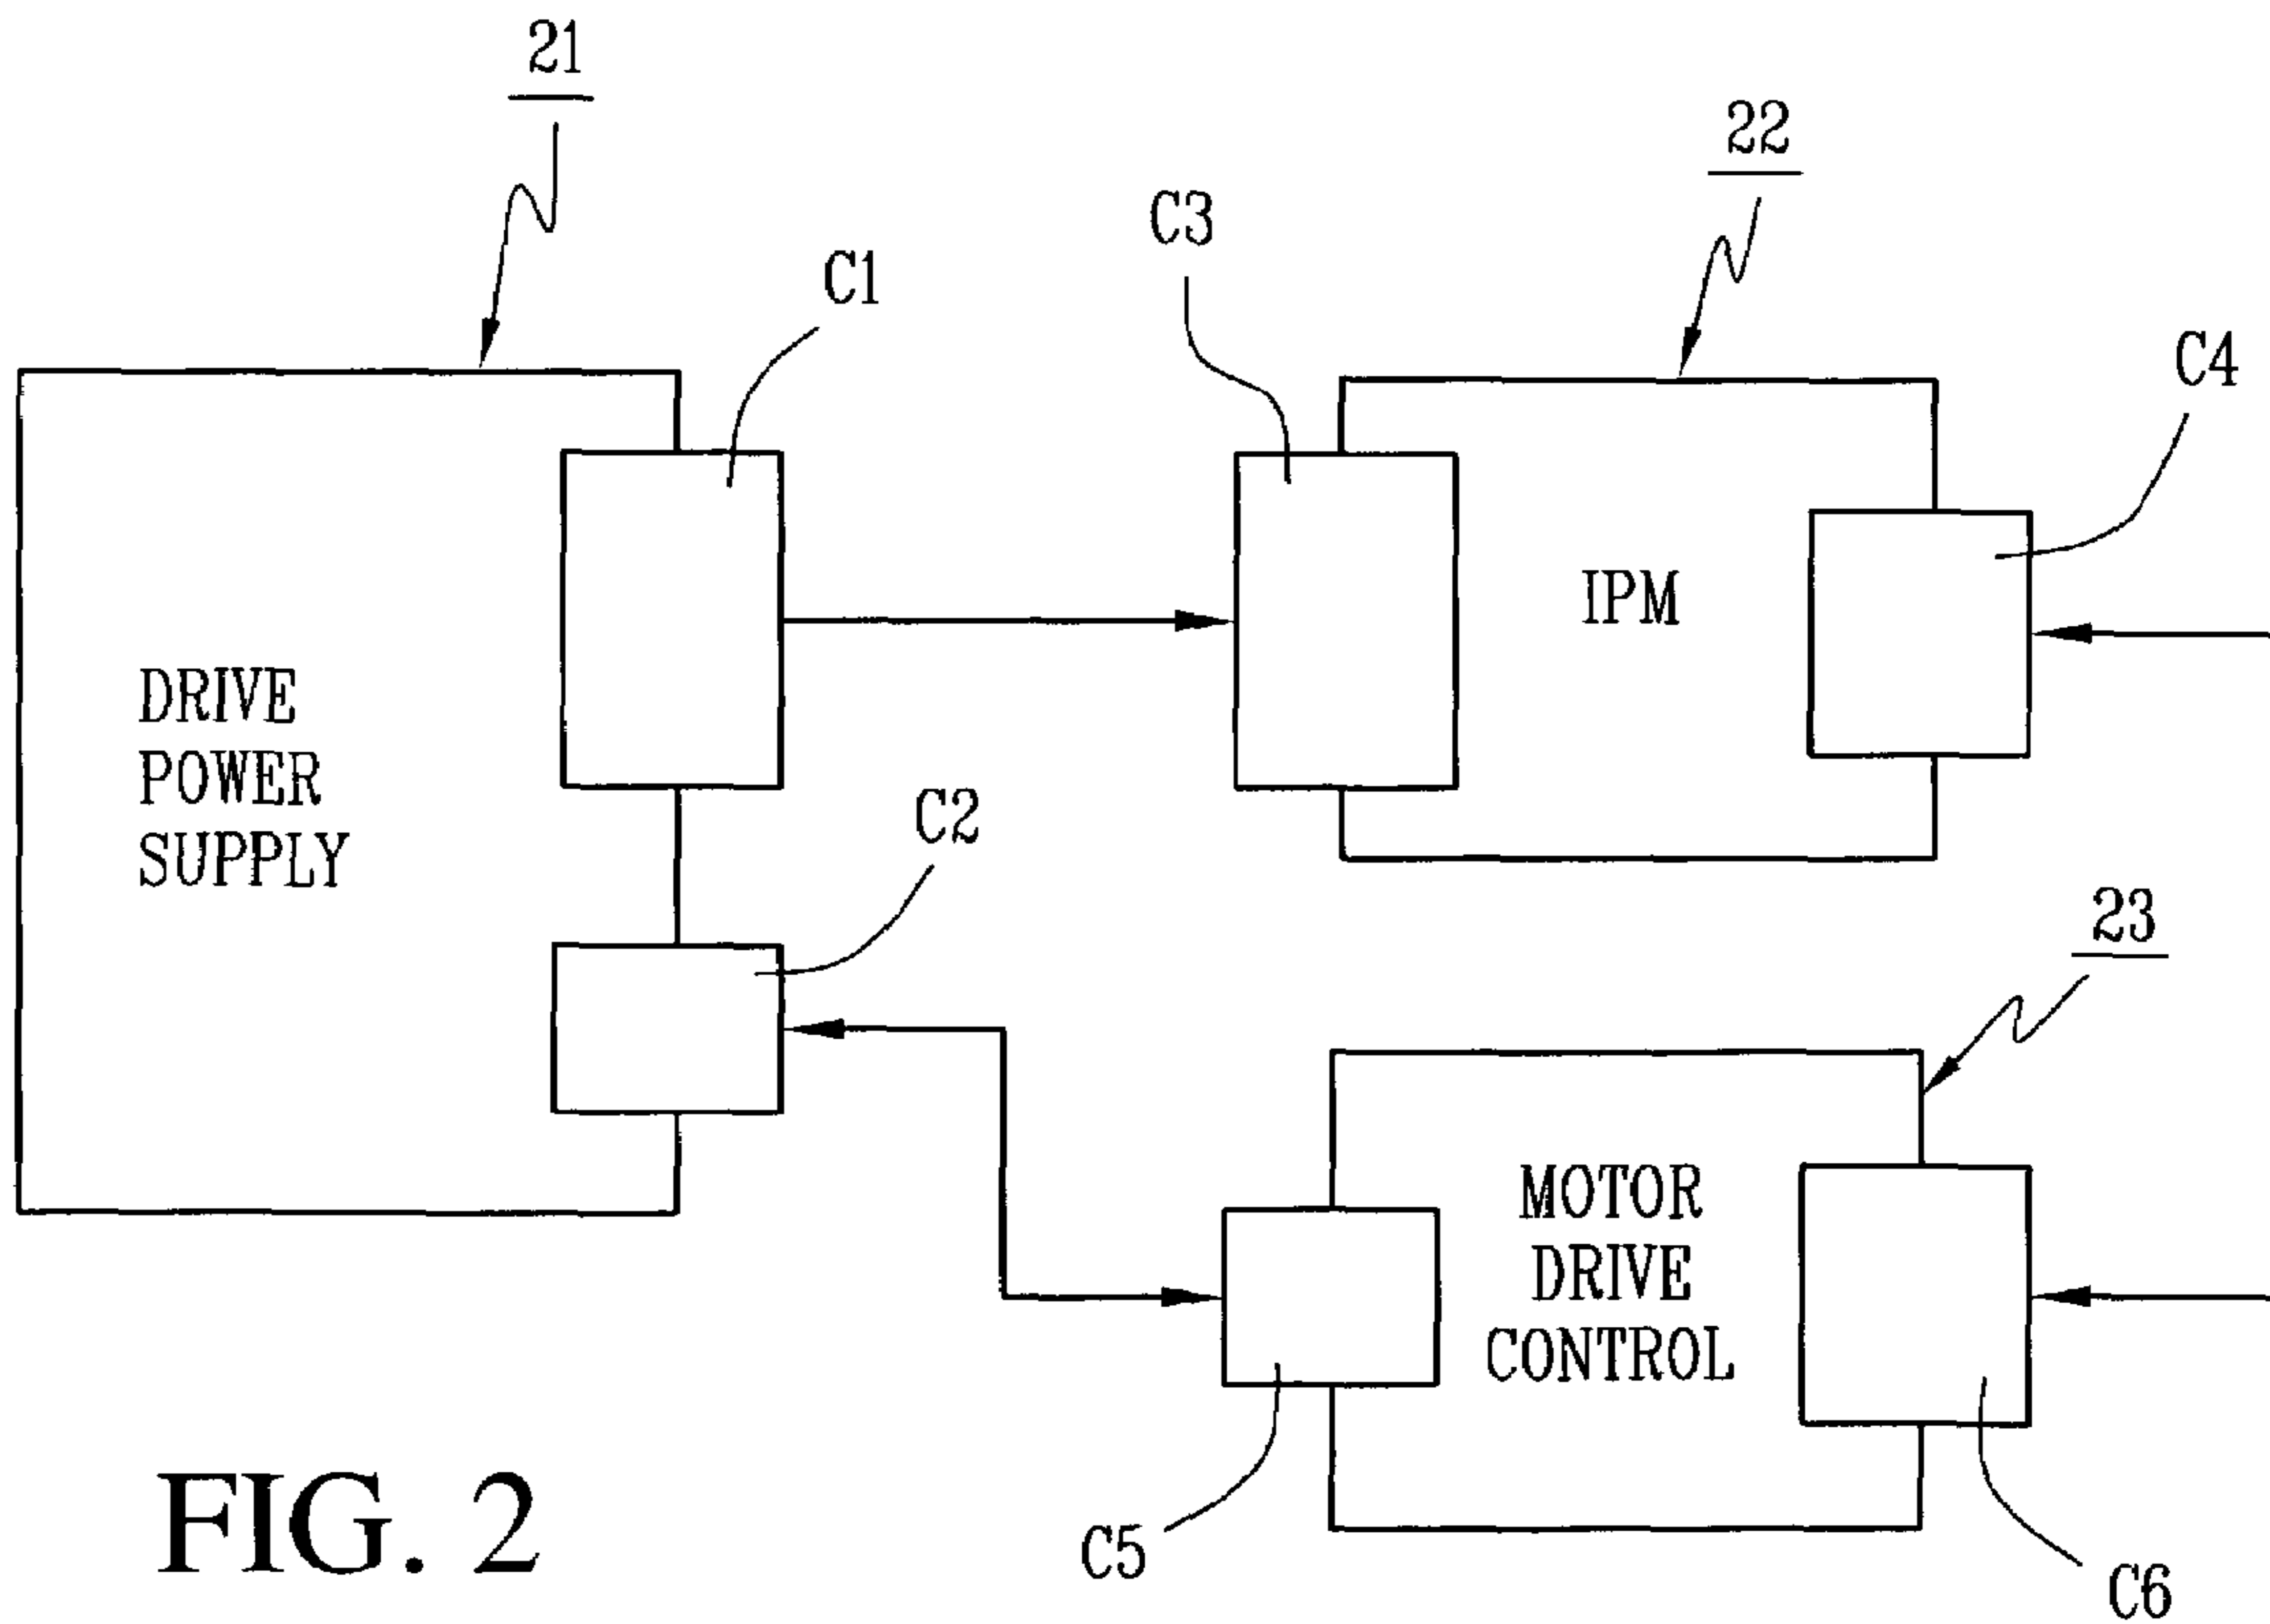 21
22
C3
C1
C4
IPM
DRIVE
POWER
SUPPLY
C2
23
MOTOR
DRIVE
CONTROL
FIG. 2
C5
C6